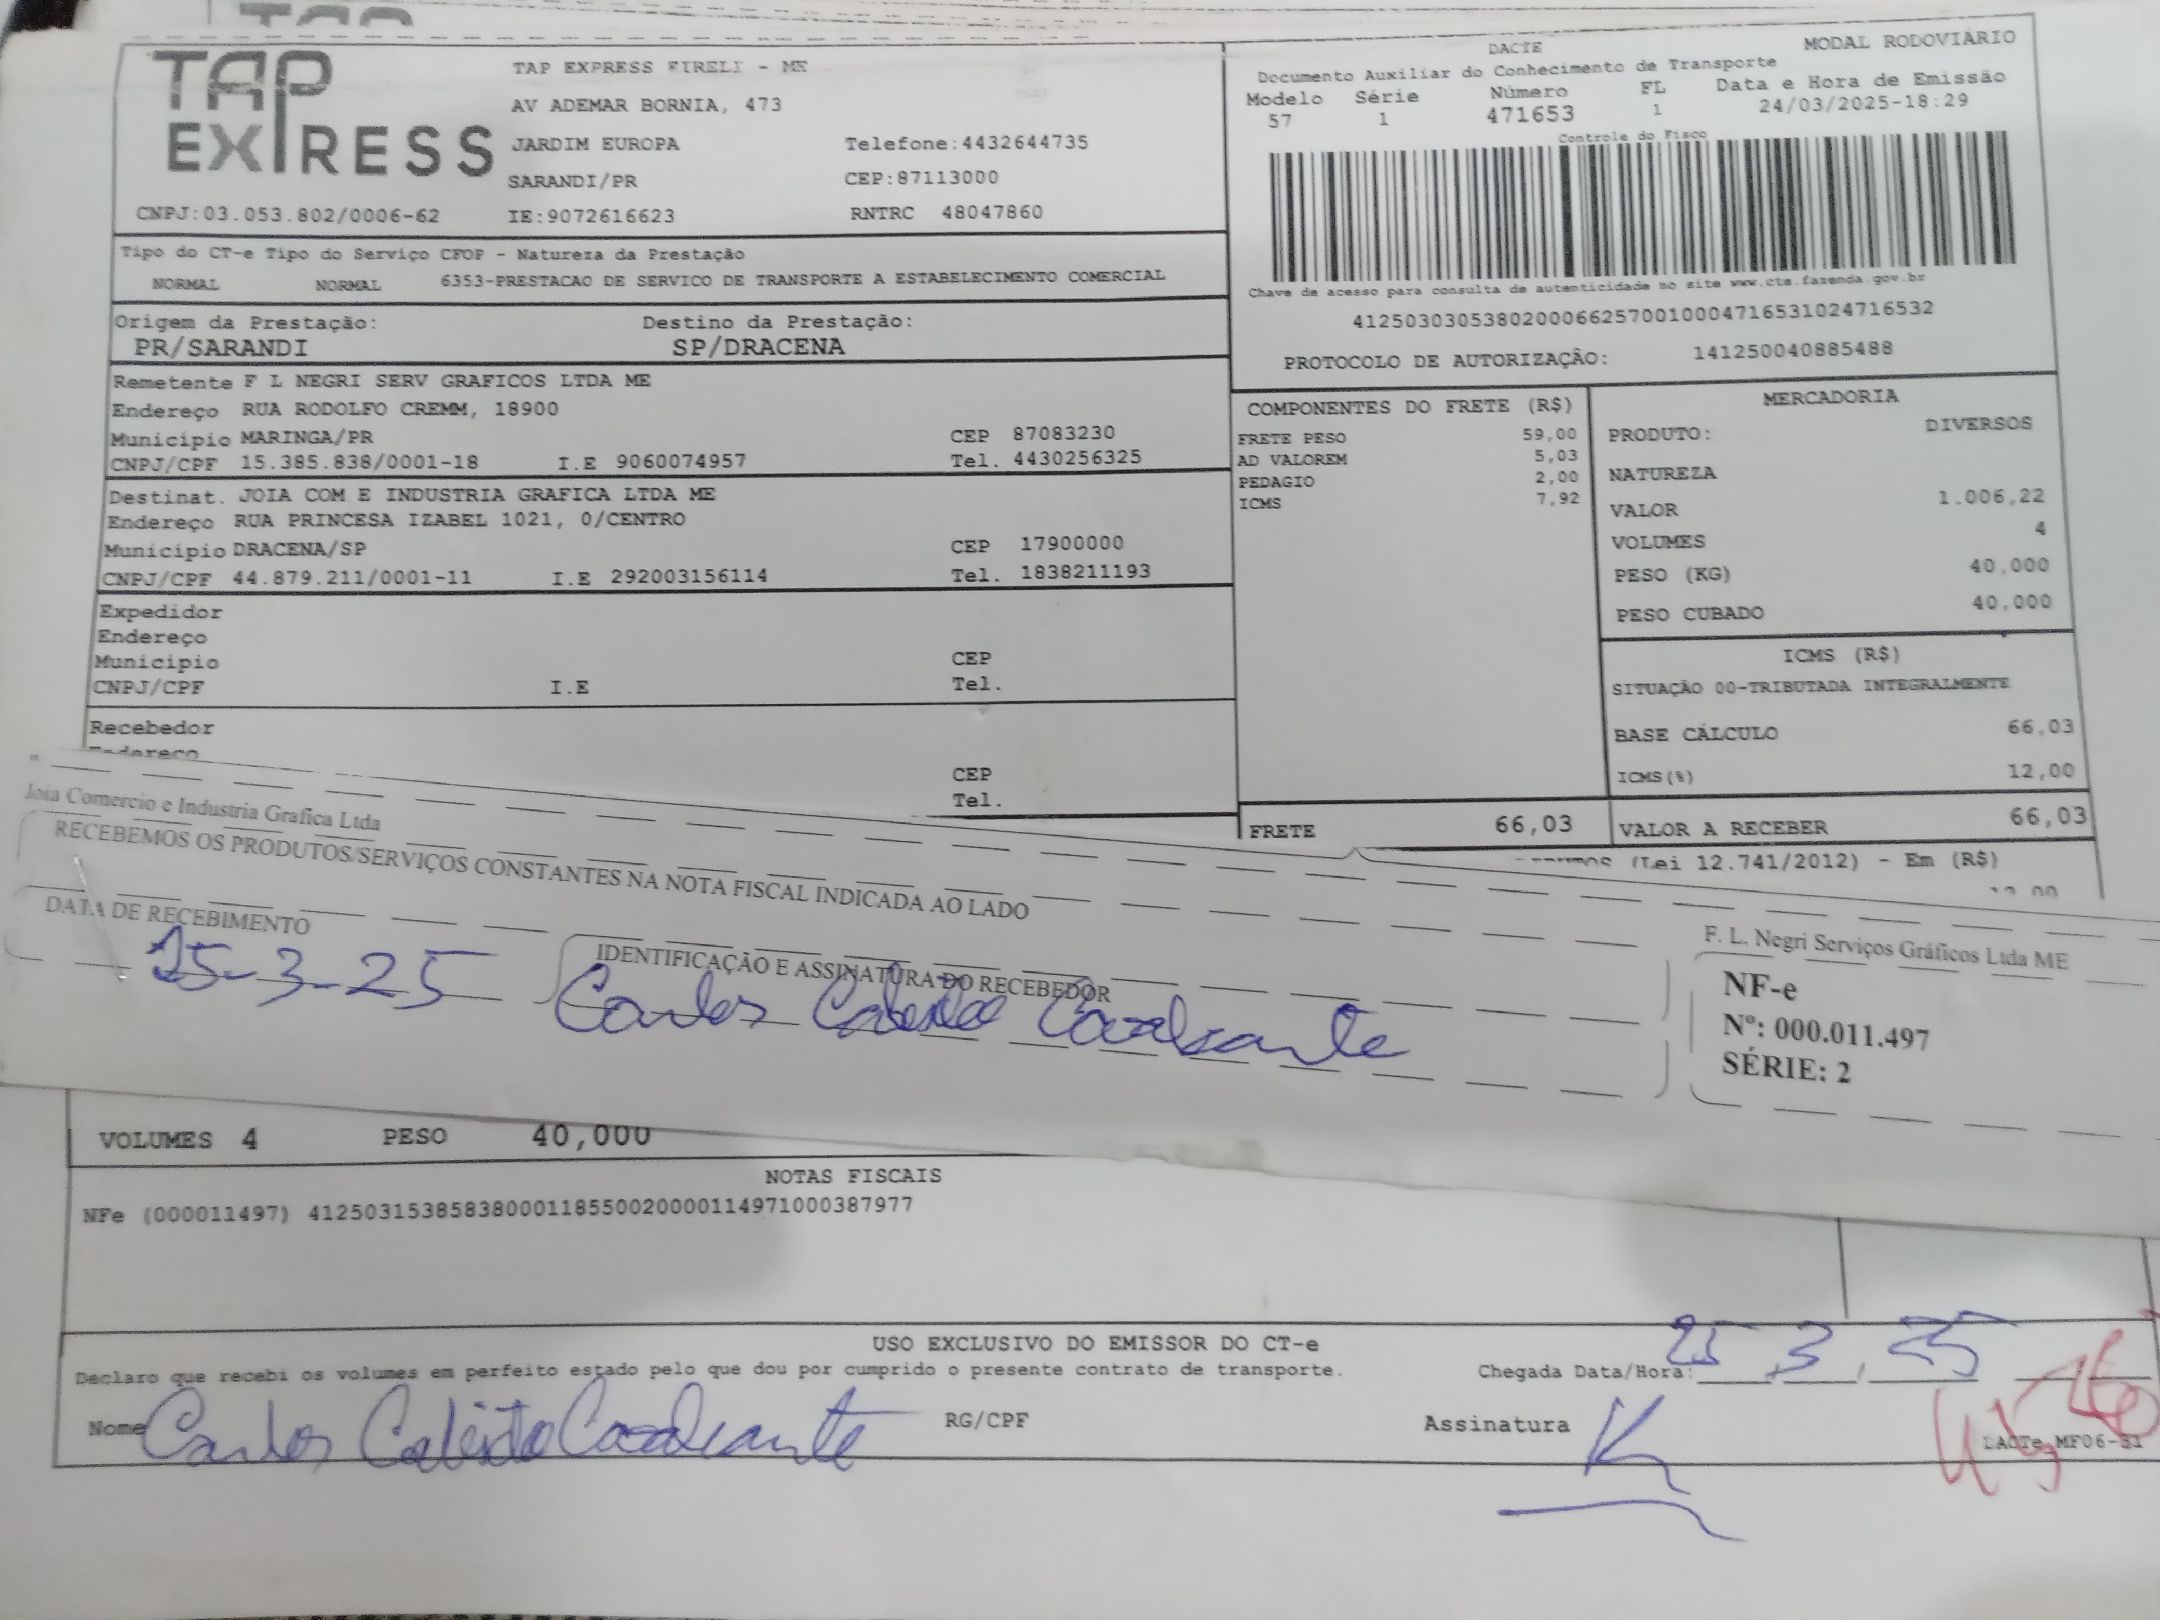 TAP
EXPRESS
TAP EXPRESS EIRELI - ME
AV ADEMAR BORNIA, 473
JARDIM EUROPA Telefone:4432644735
SARANDI/PR CEP:87113000
CNPJ:03.053.802/0006-62 IE:9072616623 RNTRC 48047860
DACTE MODAL RODOVIÁRIO
Documento Auxiliar do Conhecimento de Transporte
Modelo Série Número FL Data e Hora de Emissão
57 1 471653 1 24/03/2025-18:29
Controle do Fisco
Chave de acesso para consulta de autenticidade no site www.cte.fazenda.gov.br
41250303053802000662570010004716531024716532
PROTOCOLO DE AUTORIZAÇÃO: 141250040885488
Tipo do CT-e Tipo do Serviço CFOP - Natureza da Prestação
NORMAL NORMAL 6353-PRESTACAO DE SERVICO DE TRANSPORTE A ESTABELECIMENTO COMERCIAL
Origem da Prestação: Destino da Prestação:
PR/SARANDI SP/DRACENA
Remetente F L NEGRI SERV GRAFICOS LTDA ME
Endereço RUA RODOLFO CREMM, 18900
Municipio MARINGA/PR CEP 87083230
CNPJ/CPF 15.385.838/0001-18 I.E 9060074957 Tel. 4430256325
Destinat. JOIA COM E INDUSTRIA GRAFICA LTDA ME
Endereço RUA PRINCESA IZABEL 1021, 0/CENTRO
Municipio DRACENA/SP CEP 17900000
CNPJ/CPF 44.879.211/0001-11 I.E 292003156114 Tel. 1838211193
Expedidor
Endereço
Municipio CEP
CNPJ/CPF I.E Tel.
Recebedor
Endereço
CEP
Tel.
COMPONENTES DO FRETE (R$)
FRETE PESO 59,00
AD VALOREM 5,03
PEDAGIO 2,00
ICMS 7,92
FRETE 66,03
MERCADORIA
PRODUTO: DIVERSOS
NATUREZA
VALOR 1.006,22
VOLUMES 4
PESO (KG) 40,000
PESO CUBADO 40,000
ICMS (R$)
SITUAÇÃO 00-TRIBUTADA INTEGRALMENTE
BASE CÁLCULO 66,03
ICMS(%) 12,00
VALOR A RECEBER 66,03
(Lei 12.741/2012) - Em (R$)
Joia Comercio e Industria Grafica Ltda
RECEBEMOS OS PRODUTOS/SERVIÇOS CONSTANTES NA NOTA FISCAL INDICADA AO LADO
DATA DE RECEBIMENTO
25-3-25
IDENTIFICAÇÃO E ASSINATURA DO RECEBEDOR
Carlos Calixto Cavalcante
F. L. Negri Serviços Gráficos Ltda ME
NF-e
Nº: 000.011.497
SÉRIE: 2
VOLUMES 4 PESO 40,000
NOTAS FISCAIS
NFe (000011497) 41250315385838000118550020000114971000387977
USO EXCLUSIVO DO EMISSOR DO CT-e
Declaro que recebi os volumes em perfeito estado pelo que dou por cumprido o presente contrato de transporte. Chegada Data/Hora: 25 3 25
Nome Carlos Calixto Cavalcante RG/CPF Assinatura
DACTe MF06-